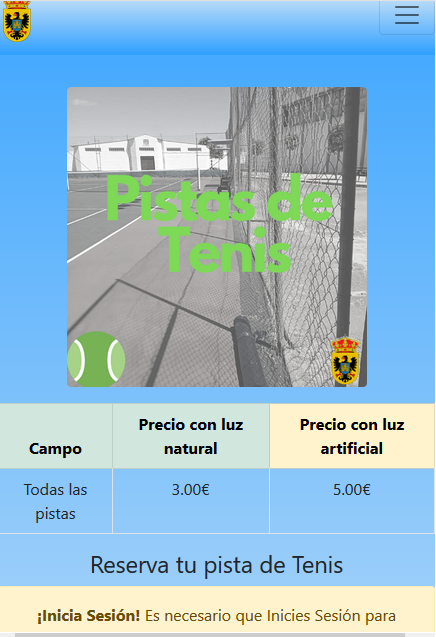 Pistas de
Tenis
Campo
Precio con luz
natural
Precio con luz
artificial
Todas las
pistas
3.00€
5.00€
Reserva tu pista de Tenis
¡Inicia Sesión! Es necesario que Inicies Sesión para